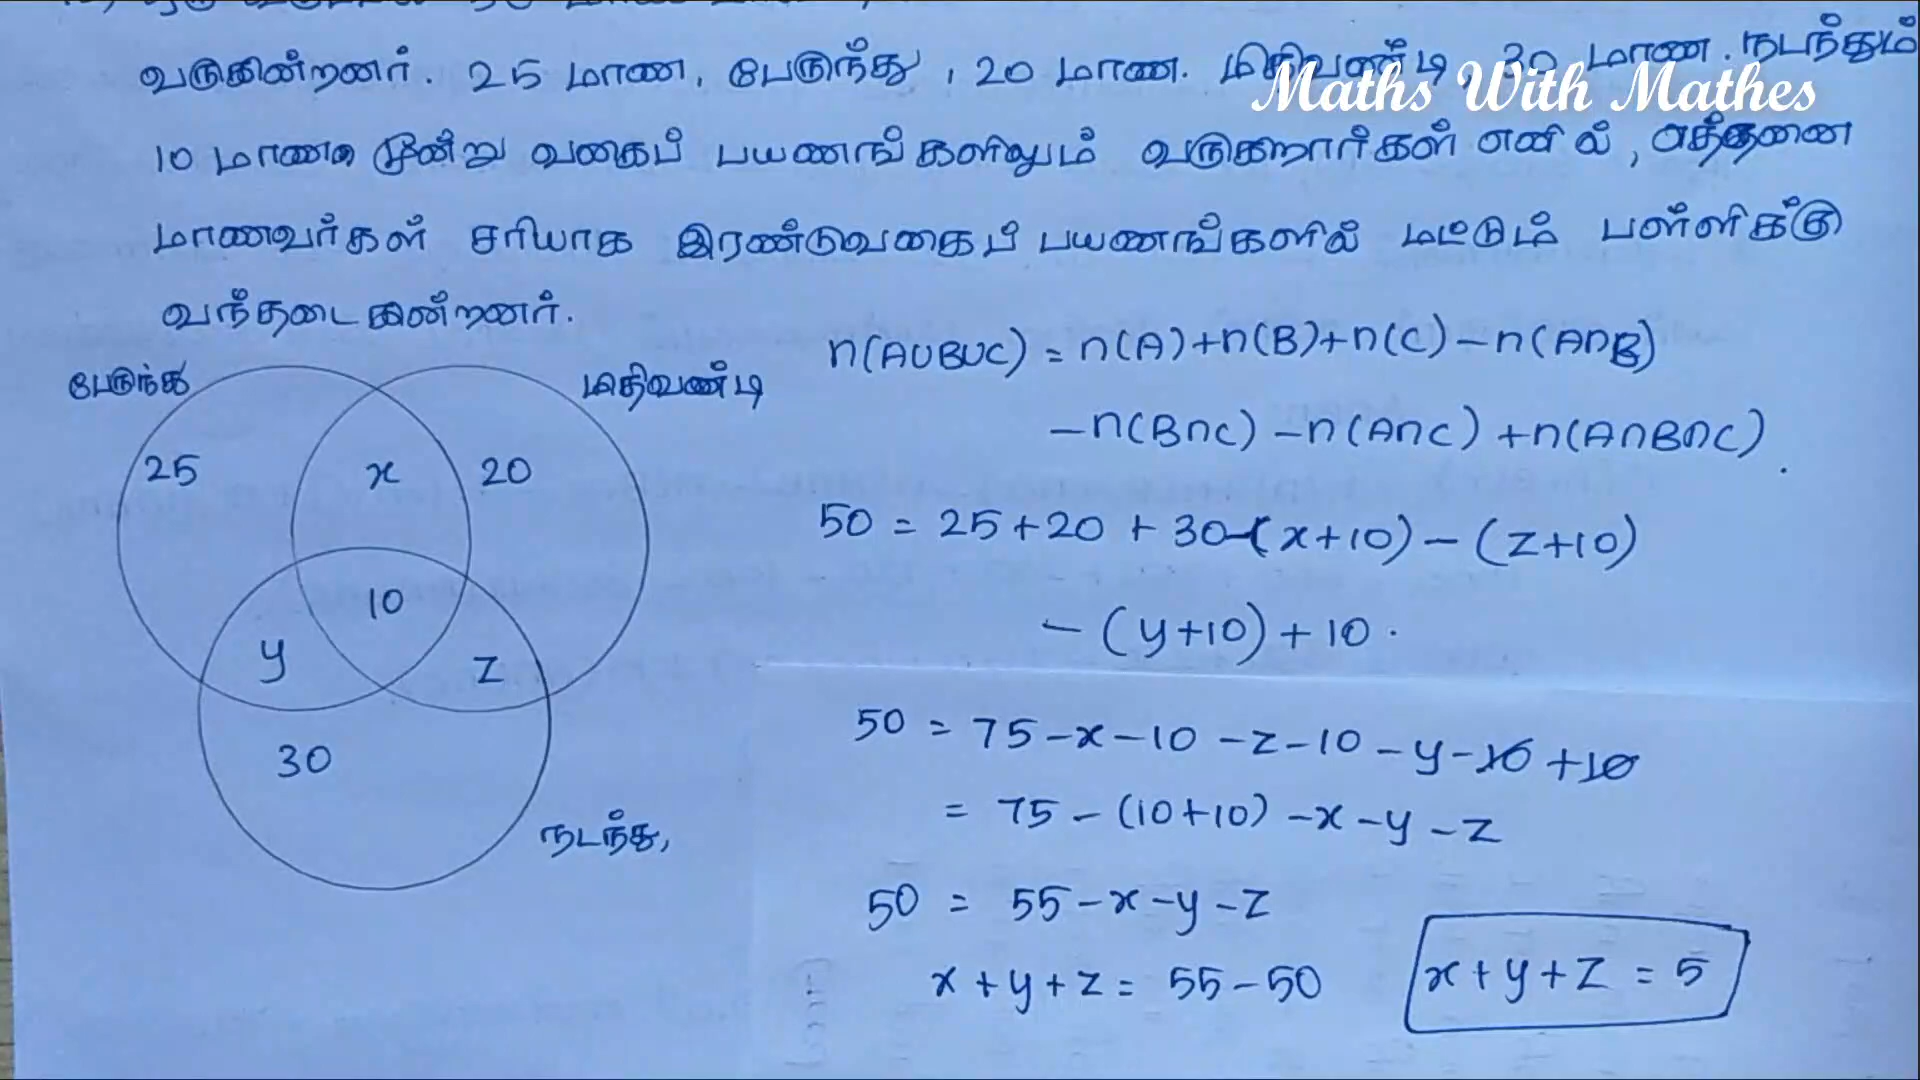 வருகின்றனர். 25 மாண, பேருந்து, 20 மாண. மிதிவண்டி, 30 மாண. நடந்தும்
Maths With Mathes
10 மாண மூன்று வகைப் பயணங்களிலும் வருகிறார்கள் எனில், எத்தனை
மாணவர்கள் சரியாக இரண்டுவகைப் பயணங்களில் மட்டும் பள்ளிக்கு
வந்தடைகின்றனர்.
n(A∪B∪C) = n(A)+n(B)+n(C)-n(A∩B)
-n(B∩C) -n(A∩C) +n(A∩B∩C).
பேருந்து
மிதிவண்டி
25 x 20
10
y z
30
நடந்து,
50 = 25+20 + 30-(x+10) - (z+10)
- (y+10) + 10.
50 = 75-x-10 -z-10 -y-10 +10
= 75 - (10+10) -x-y-z
50 = 55-x-y-z
x+y+z = 55-50
x+y+z = 5